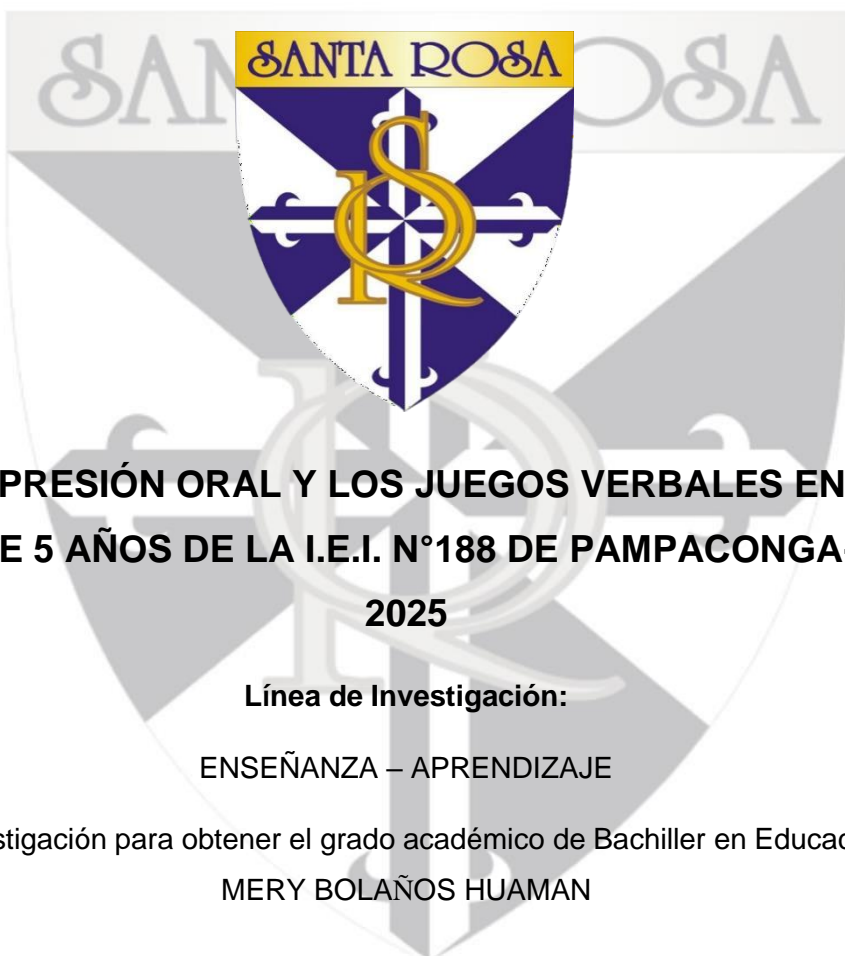 SANTA ROSA
SANTA ROSA
PRESIÓN ORAL Y LOS JUEGOS VERBALES EN
E 5 AÑOS DE LA I.E.I. N°188 DE PAMPACONGA
2025
Línea de Investigación:
ENSEÑANZA – APRENDIZAJE
stigación para obtener el grado académico de Bachiller en Educac
MERY BOLAÑOS HUAMAN